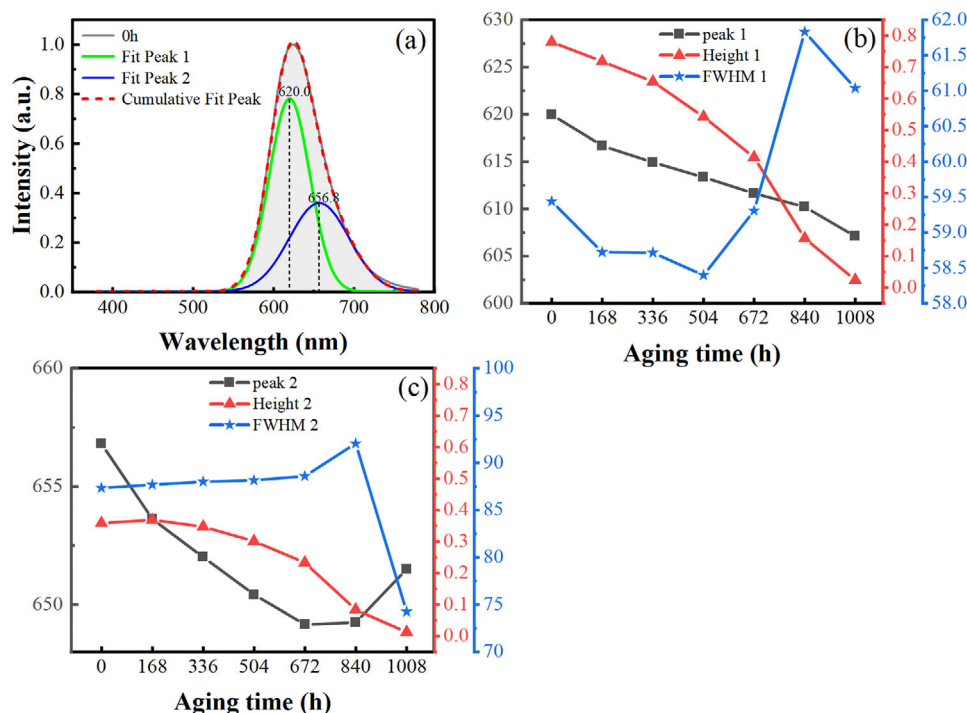 (a)
0h
Fit Peak 1
Fit Peak 2
Cumulative Fit Peak
620.0
656.8
1.0
0.8
0.6
0.4
0.2
0.0
Intensity (a.u.)
400 500 600 700 800
Wavelength (nm)
(b)
peak 1
Height 1
FWHM 1
630
625
620
615
610
605
600
0.8
0.7
0.6
0.5
0.4
0.3
0.2
0.1
0.0
62.0
61.5
61.0
60.5
60.0
59.5
59.0
58.5
58.0
0 168 336 504 672 840 1008
Aging time (h)
(c)
peak 2
Height 2
FWHM 2
660
655
650
0.8
0.7
0.6
0.5
0.4
0.3
0.2
0.1
0.0
100
95
90
85
80
75
70
0 168 336 504 672 840 1008
Aging time (h)